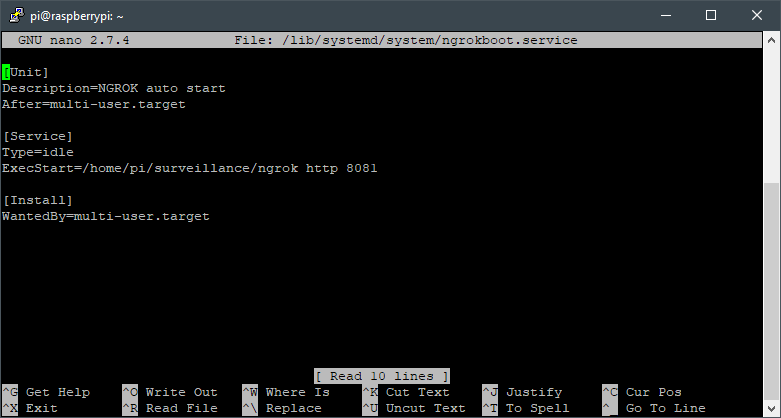 pi@raspberrypi: ~
GNU nano 2.7.4 File: /lib/systemd/system/ngrokboot.service
[Unit]
Description=NGROK auto start
After=multi-user.target
[Service]
Type=idle
ExecStart=/home/pi/surveillance/ngrok http 8081
[Install]
WantedBy=multi-user.target
[ Read 10 lines ]
^G Get Help ^O Write Out ^W Where Is ^K Cut Text ^J Justify ^C Cur Pos
^X Exit ^R Read File ^\ Replace ^U Uncut Text ^T To Spell ^_ Go To Line